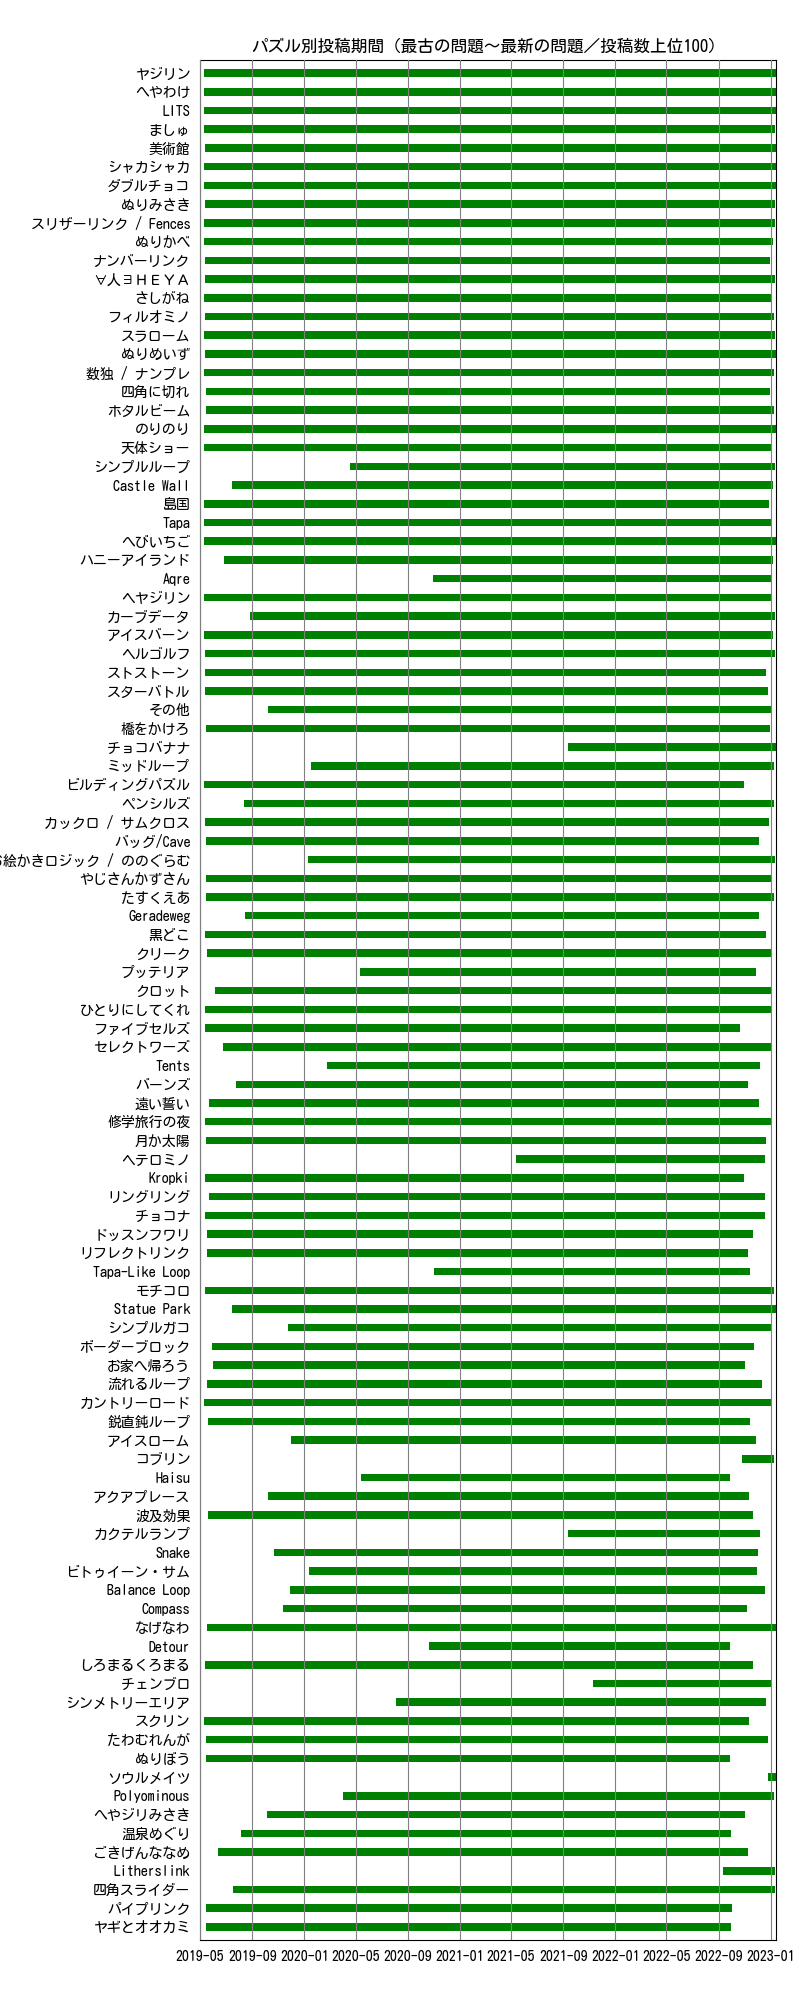 パズル別投稿期間（最古の問題～最新の問題／投稿数上位100）
ヤジリン
へやわけ
LITS
ましゅ
美術館
シャカシャカ
ダブルチョコ
ぬりみさき
スリザーリンク / Fences
ぬりかべ
ナンバーリンク
∀人∃ＨＥＹＡ
さしがね
フィルオミノ
スラローム
ぬりめいず
数独 / ナンプレ
四角に切れ
ホタルビーム
のりのり
天体ショー
シンプルループ
Castle Wall
島国
Tapa
へびいちご
ハニーアイランド
Aqre
ヘヤジリン
カーブデータ
アイスバーン
ヘルゴルフ
ストストーン
スターバトル
その他
橋をかけろ
チョコバナナ
ミッドループ
ビルディングパズル
ペンシルズ
カックロ / サムクロス
バッグ/Cave
絵かきロジック / ののぐらむ
やじさんかずさん
たすくえあ
Geradeweg
黒どこ
クリーク
プッテリア
クロット
ひとりにしてくれ
ファイブセルズ
セレクトワーズ
Tents
バーンズ
遠い誓い
修学旅行の夜
月か太陽
ヘテロミノ
Kropki
リングリング
チョコナ
ドッスンフワリ
リフレクトリンク
Tapa-Like Loop
モチコロ
Statue Park
シンプルガコ
ボーダーブロック
お家へ帰ろう
流れるループ
カントリーロード
鋭直鈍ループ
アイスローム
コブリン
Haisu
アクアプレース
波及効果
カクテルランプ
Snake
ビトゥイーン・サム
Balance Loop
Compass
なげなわ
Detour
しろまるくろまる
チェンブロ
シンメトリーエリア
スクリン
たわむれんが
ぬりぼう
ソウルメイツ
Polyominous
へやジリみさき
温泉めぐり
ごきげんななめ
Litherslink
四角スライダー
パイプリンク
ヤギとオオカミ
2019-05 2019-09 2020-01 2020-05 2020-09 2021-01 2021-05 2021-09 2022-01 2022-05 2022-09 2023-01